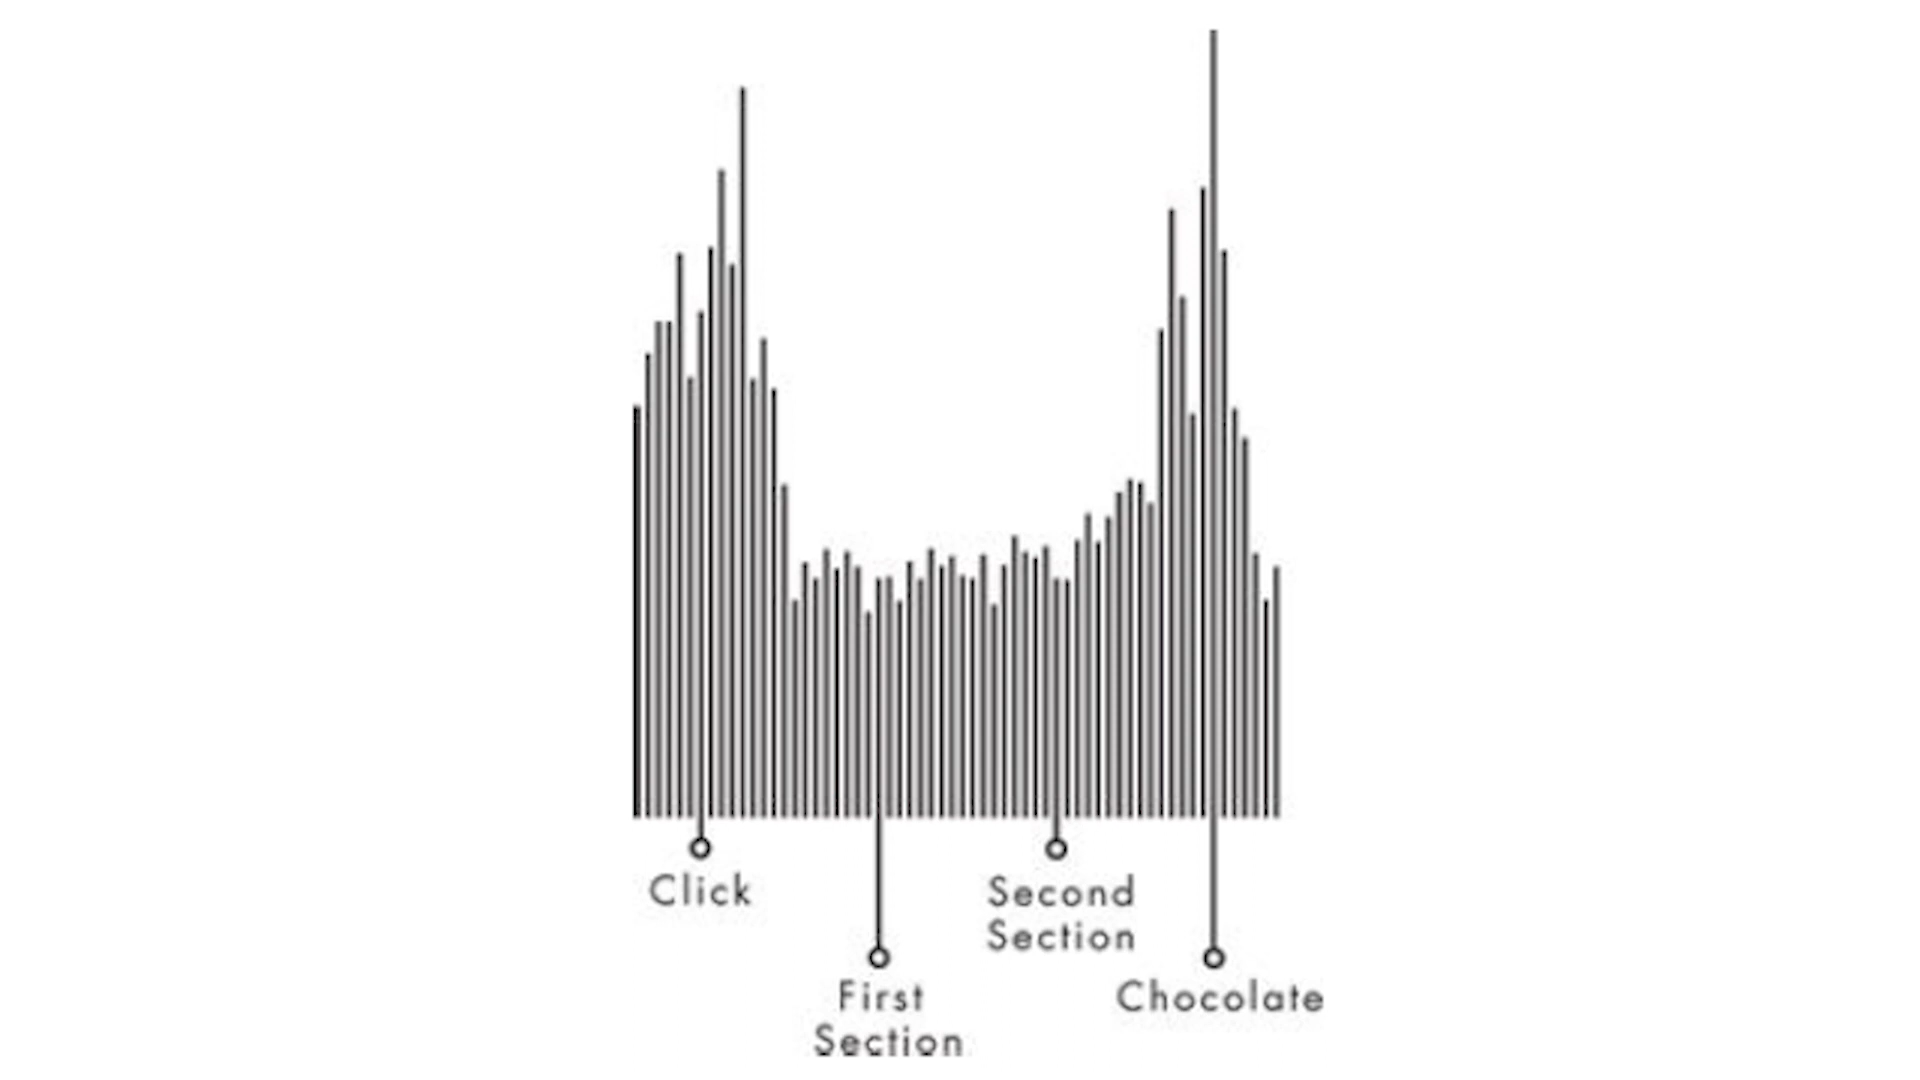 Click
First
Section
Second
Section
Chocolate